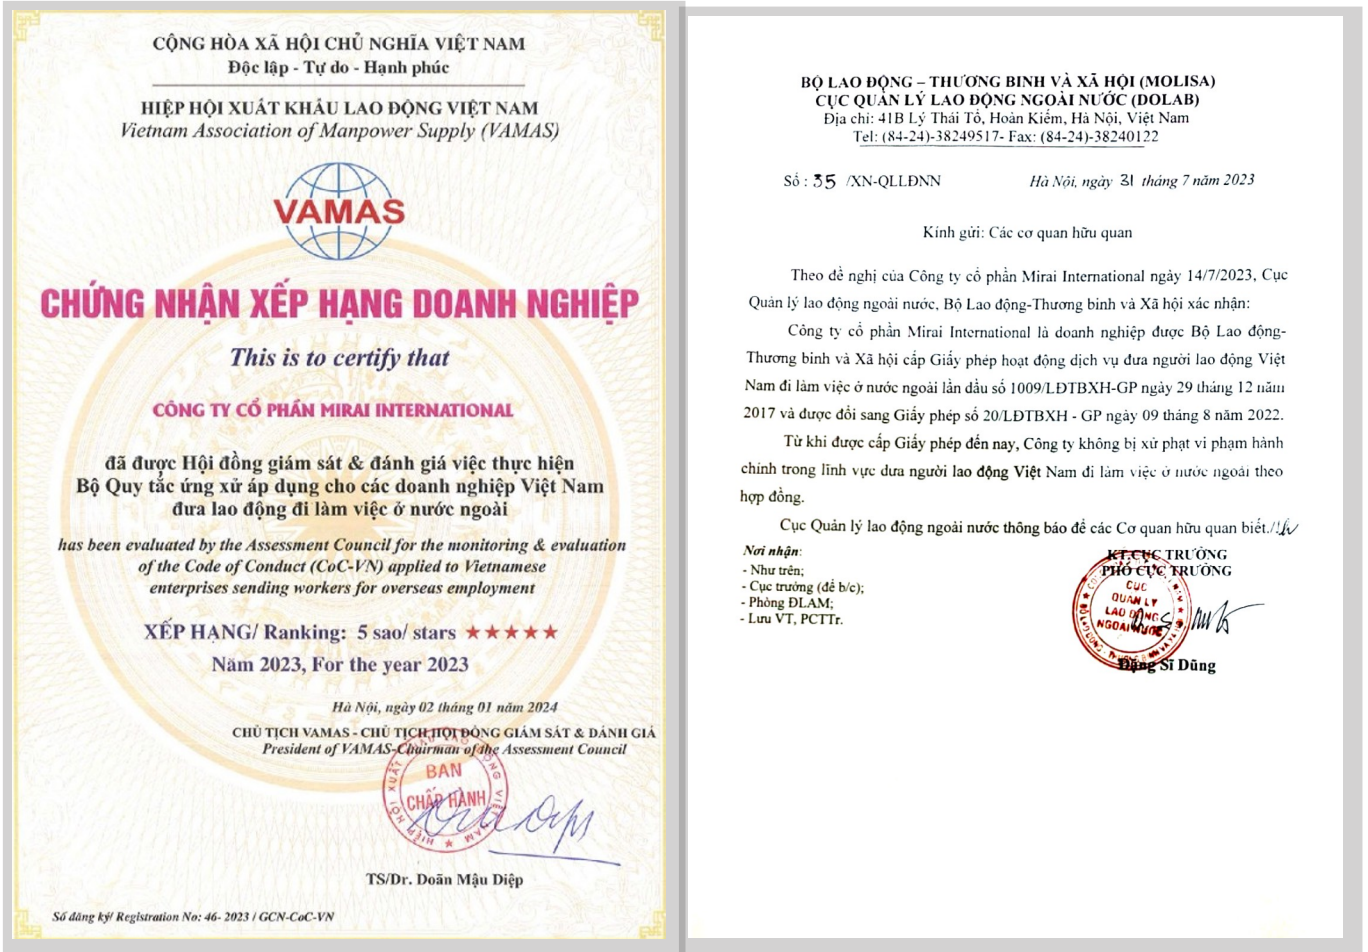 CỘNG HÒA XÃ HỘI CHỦ NGHĨA VIỆT NAM
Độc lập - Tự do - Hạnh phúc
HIỆP HỘI XUẤT KHẨU LAO ĐỘNG VIỆT NAM
Vietnam Association of Manpower Supply (VAMAS)
VAMAS
CHỨNG NHẬN XẾP HẠNG DOANH NGHIỆP
This is to certify that
CÔNG TY CỔ PHẦN MIRAI INTERNATIONAL
đã được Hội đồng giám sát & đánh giá việc thực hiện
Bộ Quy tắc ứng xử áp dụng cho các doanh nghiệp Việt Nam
đưa lao động đi làm việc ở nước ngoài
has been evaluated by the Assessment Council for the monitoring & evaluation
of the Code of Conduct (CoC-VN) applied to Vietnamese
enterprises sending workers for overseas employment
XẾP HẠNG/ Ranking: 5 sao/ stars ★★★★★
Năm 2023, For the year 2023
Hà Nội, ngày 02 tháng 01 năm 2024
CHỦ TỊCH VAMAS - CHỦ TỊCH HỘI ĐỒNG GIÁM SÁT & ĐÁNH GIÁ
President of VAMAS-Chairman of the Assessment Council
HIỆP HỘI XUẤT KHẨU LAO ĐỘNG VIỆT NAM
BAN
CHẤP HÀNH
TS/Dr. Doãn Mậu Diệp
Số đăng ký/ Registration No: 46- 2023 / GCN-CoC-VN
BỘ LAO ĐỘNG – THƯƠNG BINH VÀ XÃ HỘI (MOLISA)
CỤC QUẢN LÝ LAO ĐỘNG NGOÀI NƯỚC (DOLAB)
Địa chỉ: 41B Lý Thái Tổ, Hoàn Kiếm, Hà Nội, Việt Nam
Tel: (84-24)-38249517- Fax: (84-24)-38240122
Số : 35 /XN-QLLĐNN
Hà Nội, ngày 31 tháng 7 năm 2023
Kính gửi: Các cơ quan hữu quan
Theo đề nghị của Công ty cổ phần Mirai International ngày 14/7/2023, Cục
Quản lý lao động ngoài nước, Bộ Lao động-Thương binh và Xã hội xác nhận:
Công ty cổ phần Mirai International là doanh nghiệp được Bộ Lao động-
Thương binh và Xã hội cấp Giấy phép hoạt động dịch vụ đưa người lao động Việt
Nam đi làm việc ở nước ngoài lần đầu số 1009/LĐTBXH-GP ngày 29 tháng 12 năm
2017 và được đổi sang Giấy phép số 20/LĐTBXH - GP ngày 09 tháng 8 năm 2022.
Từ khi được cấp Giấy phép đến nay, Công ty không bị xử phạt vi phạm hành
chính trong lĩnh vực đưa người lao động Việt Nam đi làm việc ở nước ngoài theo
hợp đồng.
Cục Quản lý lao động ngoài nước thông báo để các Cơ quan hữu quan biết./.
Nơi nhận:
- Như trên;
- Cục trưởng (để b/c);
- Phòng ĐLAM;
- Lưu VT, PCTTr.
KT.CỤC TRƯỞNG
PHÓ CỤC TRƯỞNG
CỤC
QUẢN LÝ
LAO ĐỘNG
NGOÀI NƯỚC
Đặng Sĩ Dũng